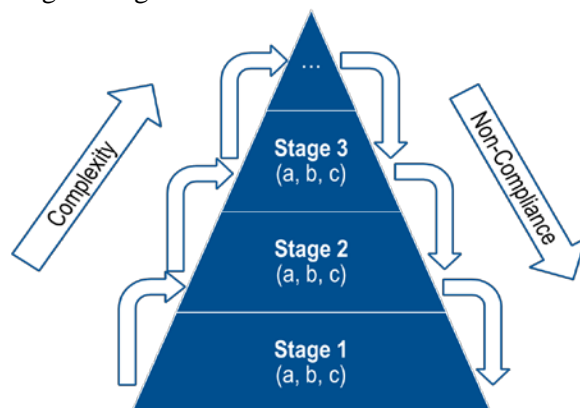 ...
Complexity
Non-Compliance
Stage 3
(a, b, c)
Stage 2
(a, b, c)
Stage 1
(a, b, c)